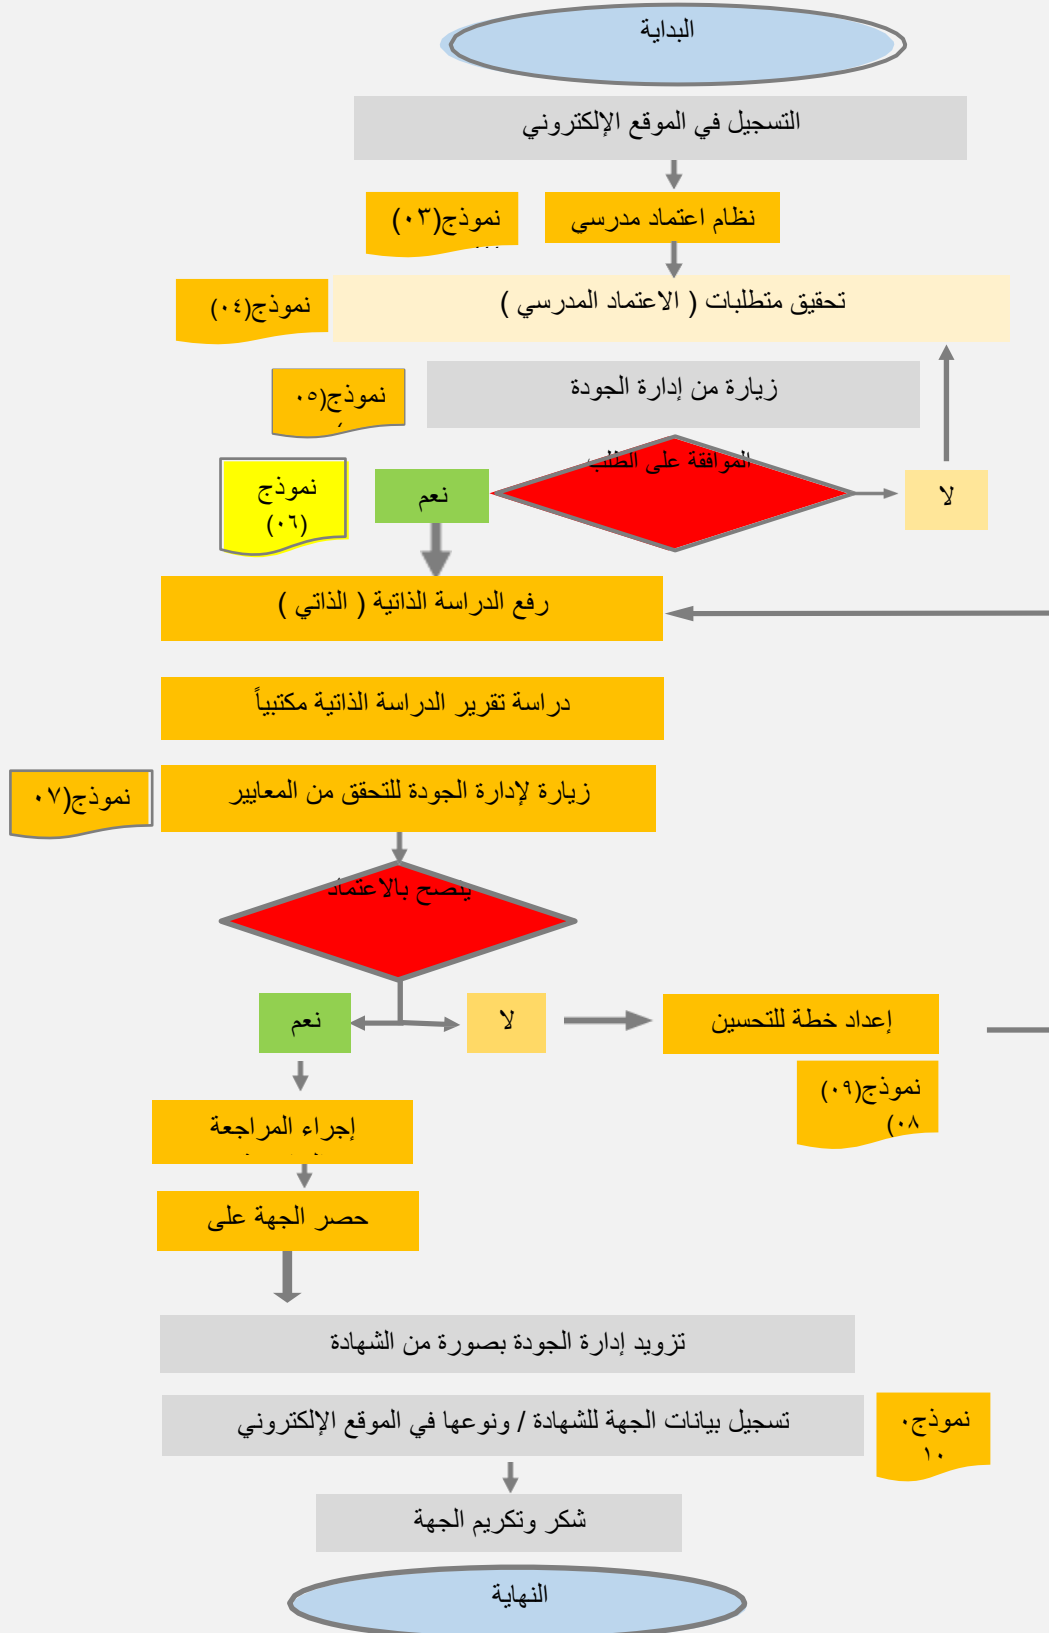 البداية
التسجيل في الموقع الإلكتروني
نظام اعتماد مدرسي
نموذج(٠٣)
تحقيق متطلبات ( الاعتماد المدرسي )
نموذج(٠٤)
زيارة من إدارة الجودة
نموذج(٠٥
الموافقة على الطلب
لا
نعم
نموذج
(٠٦)
رفع الدراسة الذاتية ( الذاتي )
دراسة تقرير الدراسة الذاتية مكتبياً
زيارة لإدارة الجودة للتحقق من المعايير
نموذج(٠٧
ينصح بالاعتماد
نعم
لا
إعداد خطة للتحسين
نموذج(٠٩)
٠٨)
إجراء المراجعة
حصر الجهة على
تزويد إدارة الجودة بصورة من الشهادة
تسجيل بيانات الجهة للشهادة / ونوعها في الموقع الإلكتروني
نموذج٠
١٠
شكر وتكريم الجهة
النهاية